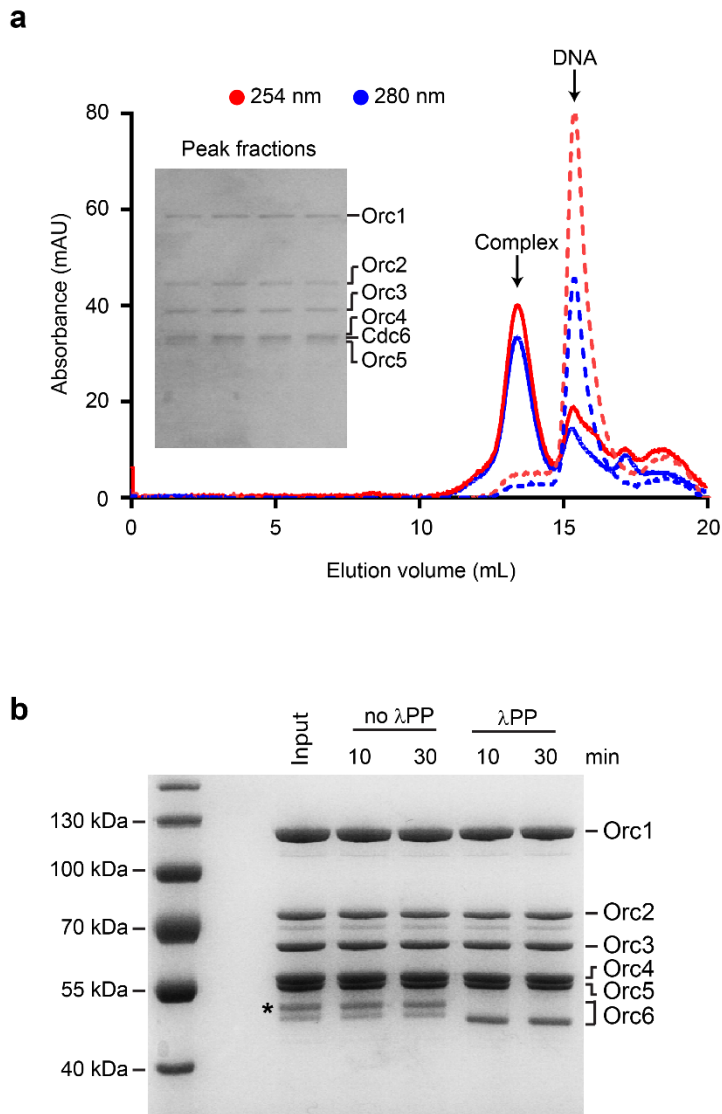 a
DNA
254 nm 280 nm
80
Peak fractions
Orc1
60
Complex
Orc2
Orc3
40
Orc4
Cdc6
Orc5
20
0
Absorbance (mAU)
0 5 10 15 20
Elution volume (mL)
b
Input
no λPP λPP
10 30 10 30 min
130 kDa
Orc1
100 kDa
Orc2
70 kDa
Orc3
Orc4
55 kDa
Orc5
*
Orc6
40 kDa